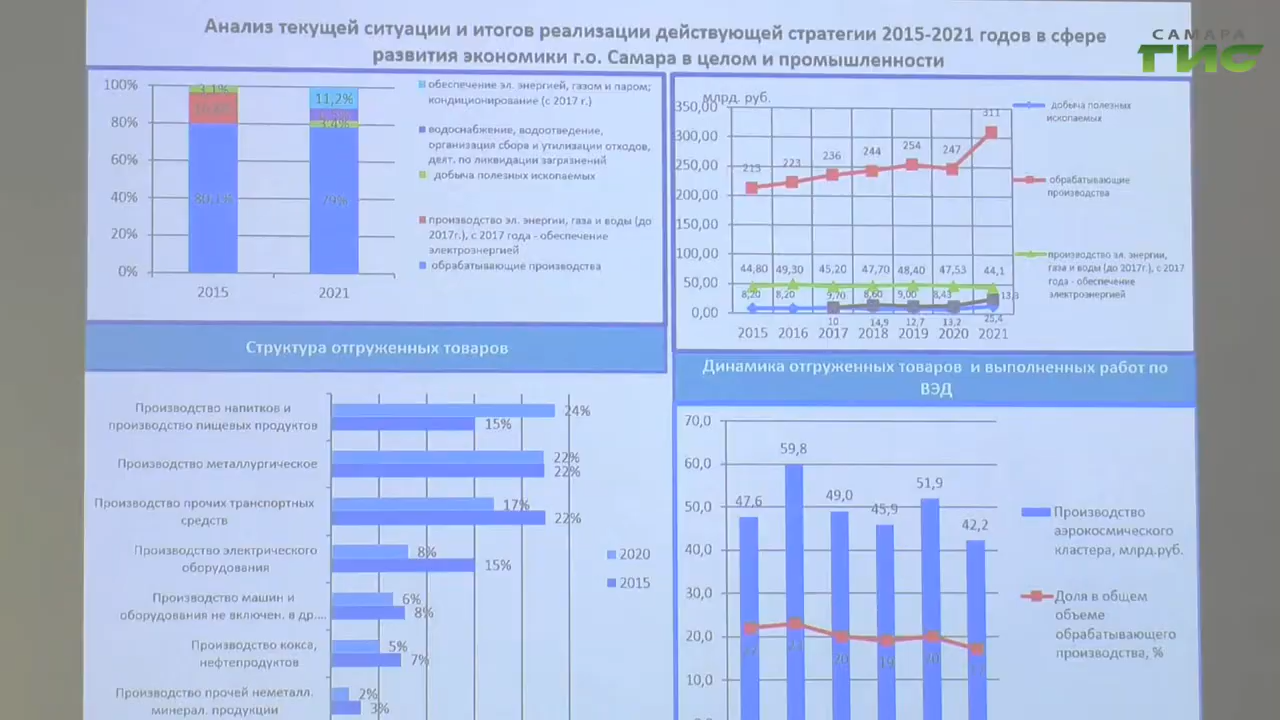 Анализ текущей ситуации и итогов реализации действующей стратегии 2015-2021 годов в сфере
развития экономики г.о. Самара в целом и промышленности
САМАРА
ГИС
100%
80%
60%
40%
20%
0%
3,1%
80,1%
11,2%
79%
2015
2021
обеспечение эл. энергией, газом и паром;
кондиционирование (с 2017 г.)
водоснабжение, водоотведение,
организация сбора и утилизации отходов,
деят. по ликвидации загрязнений
добыча полезных ископаемых
производство эл. энергии, газа и воды (до
2017г.), с 2017 года - обеспечение
электроэнергией
обрабатывающие производства
Структура отгруженных товаров
млрд. руб.
350,00
300,00
250,00
200,00
150,00
100,00
50,00
0,00
213
223
236
244
254
247
311
44,80
49,30
45,20
47,70
48,40
47,53
44,1
8,20
8,20
9,70
8,60
9,00
8,43
13,3
10
14,9
12,7
13,2
25,4
2015
2016
2017
2018
2019
2020
2021
добыча полезных
ископаемых
обрабатывающие
производства
производство эл. энергии,
газа и воды (до 2017г.), с 2017
года - обеспечение
электроэнергией
Динамика отгруженных товаров и выполненных работ по
ВЭД
Производство напитков и
производство пищевых продуктов
24%
15%
Производство металлургическое
22%
22%
Производство прочих транспортных
средств
17%
22%
Производство электрического
оборудования
8%
15%
Производство машин и
оборудования не включен. в др....
6%
8%
Производство кокса,
нефтепродуктов
5%
7%
Производство прочей неметалл.
минерал. продукции
2%
3%
2020
2015
70,0
60,0
50,0
40,0
30,0
20,0
10,0
47,6
59,8
49,0
45,9
51,9
42,2
22
23
20
19
20
Производство
аэрокосмического
кластера, млрд.руб.
Доля в общем
объеме
обрабатывающего
производства, %